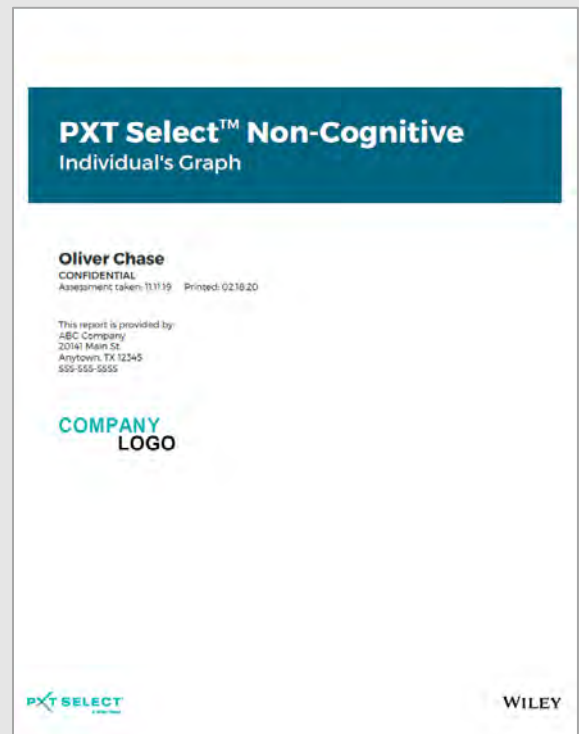 PXT Select™ Non-Cognitive
Individual's Graph
Oliver Chase
CONFIDENTIAL
Assessment taken: 11.11.19 Printed: 02.18.20
This report is provided by:
ABC Company
20141 Main St.
Anytown, TX 12345
555-555-5555
COMPANY
LOGO
PXT SELECT
WILEY